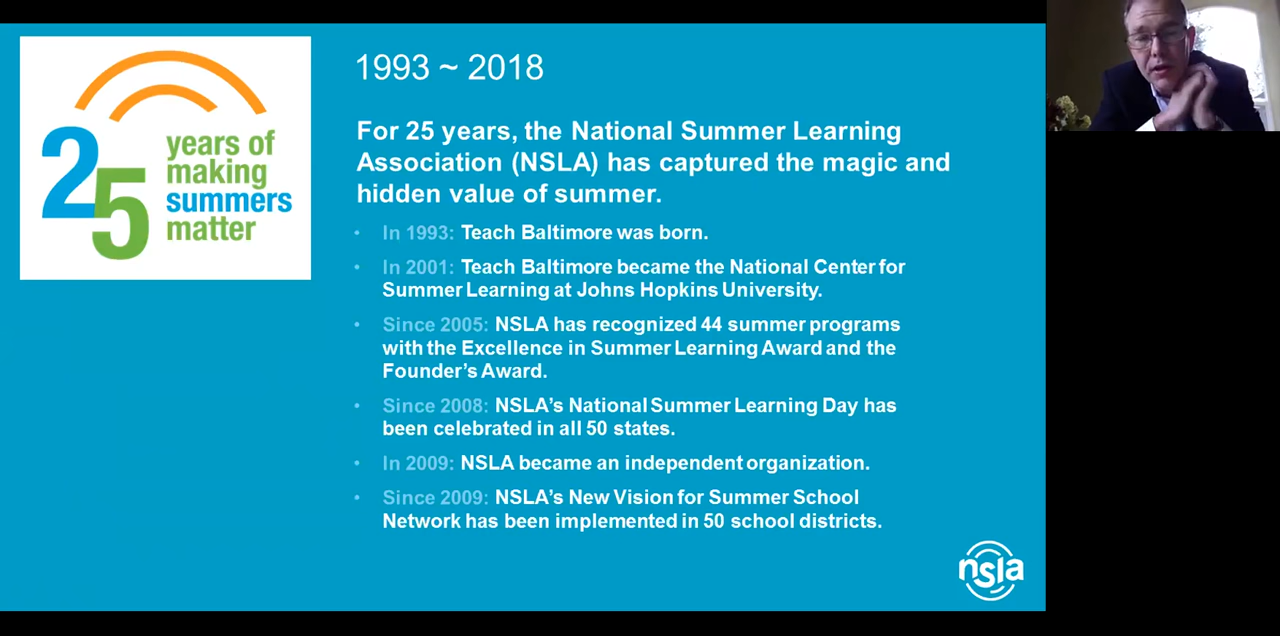 25
years of
making
summers
matter
1993 ~ 2018
For 25 years, the National Summer Learning
Association (NSLA) has captured the magic and
hidden value of summer.
• In 1993: Teach Baltimore was born.
• In 2001: Teach Baltimore became the National Center for
Summer Learning at Johns Hopkins University.
• Since 2005: NSLA has recognized 44 summer programs
with the Excellence in Summer Learning Award and the
Founder's Award.
• Since 2008: NSLA's National Summer Learning Day has
been celebrated in all 50 states.
• In 2009: NSLA became an independent organization.
• Since 2009: NSLA's New Vision for Summer School
Network has been implemented in 50 school districts.
nsla